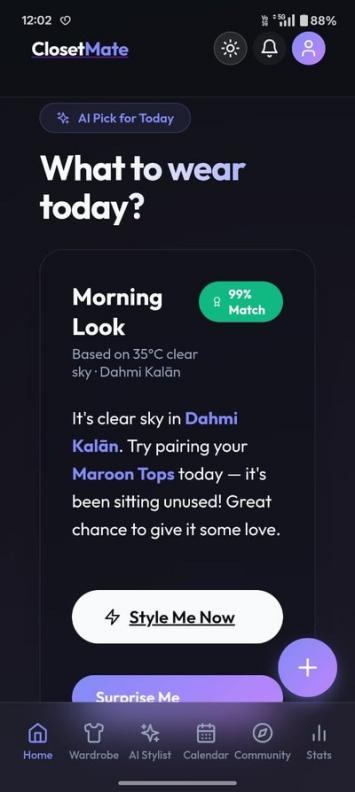 12:02 88%
ClosetMate
AI Pick for Today
What to wear
today?
Morning
Look
99%
Match
Based on 35°C clear
sky · Dahmi Kalān
It's clear sky in Dahmi
Kalān. Try pairing your
Maroon Tops today — it's
been sitting unused! Great
chance to give it some love.
Style Me Now
Surprise Me
Home Wardrobe AI Stylist Calendar Community Stats